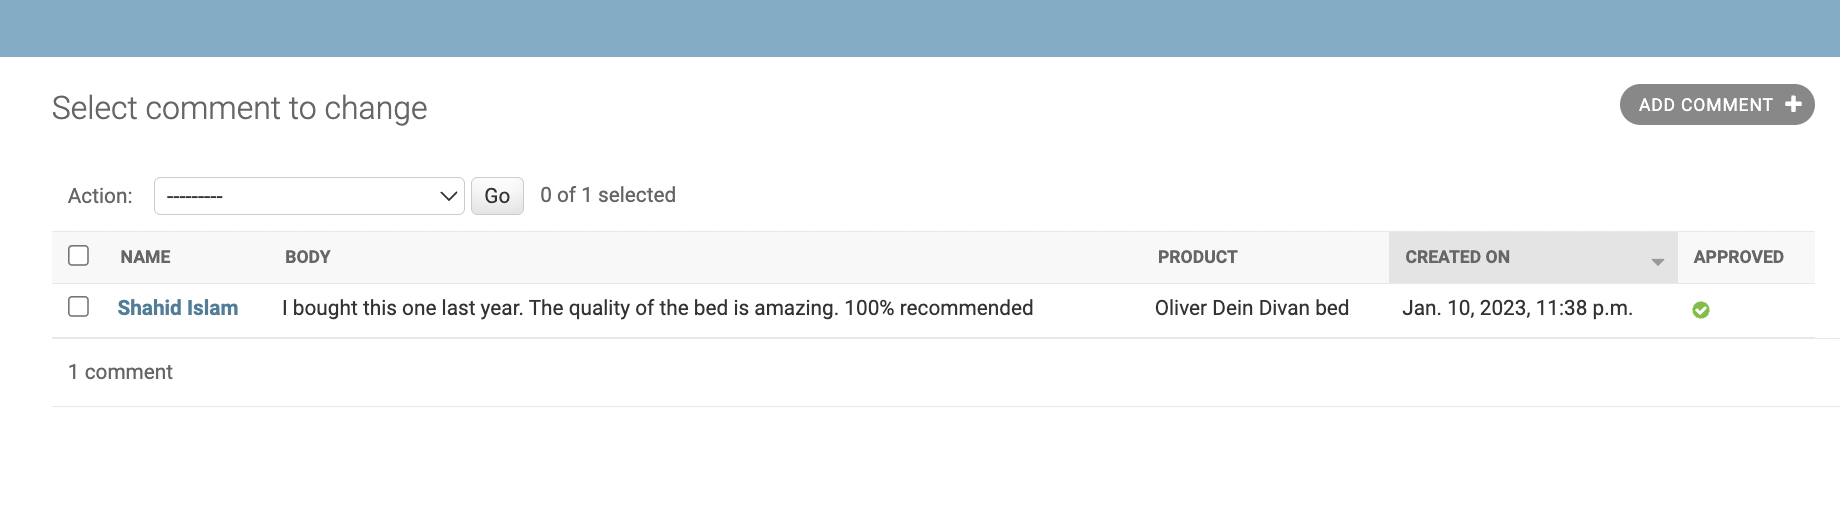 Select comment to change
ADD COMMENT
Action: --------- Go 0 of 1 selected
NAME BODY PRODUCT CREATED ON APPROVED
Shahid Islam I bought this one last year. The quality of the bed is amazing. 100% recommended Oliver Dein Divan bed Jan. 10, 2023, 11:38 p.m.
1 comment